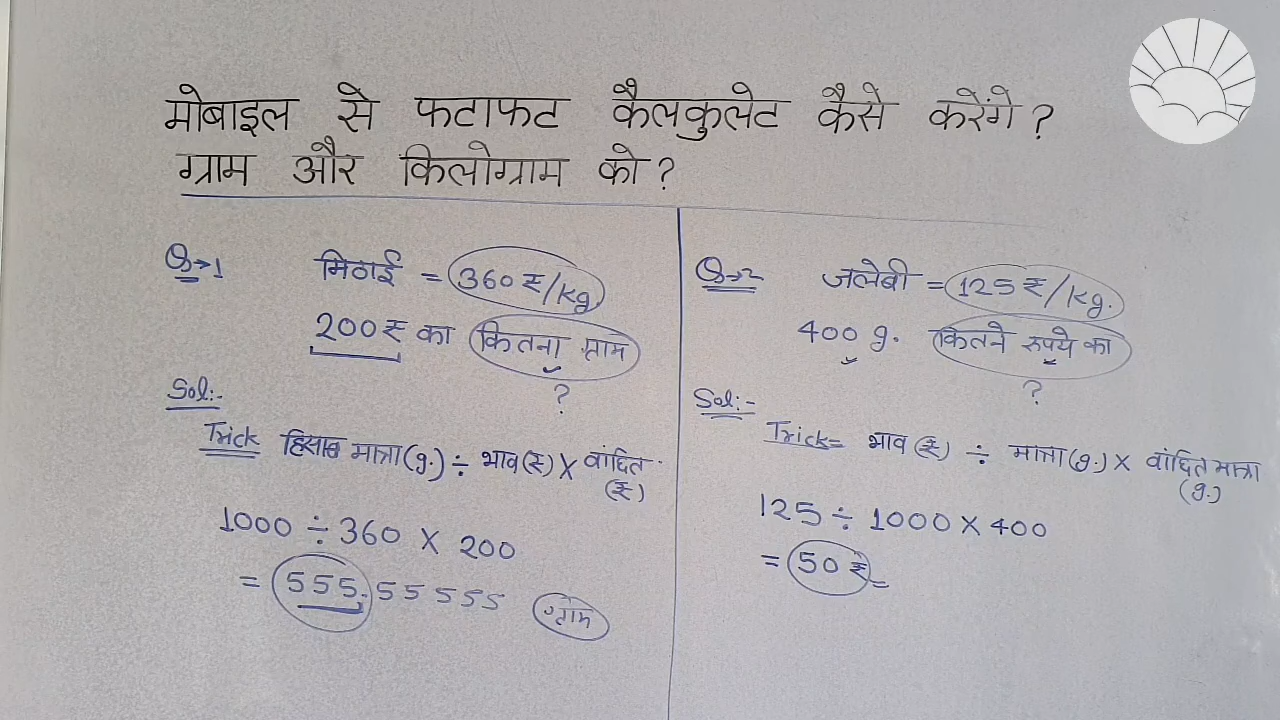 मोबाइल से फटाफट कैलकुलेट कैसे करेंगे ?
ग्राम और किलोग्राम को ?
Q→1 मिठाई = 360 ₹/kg
200 ₹ का कितना ग्राम
?
Sol:-
Trick हिसाब मात्रा (g.) ÷ भाव (₹) X वांछित
(₹)
1000 ÷ 360 X 200
= 555.55555 ग्राम
Q→2 जलेबी = 125 ₹/kg.
400 g. कितने रुपये का
?
Sol:-
Trick= भाव (₹) ÷ मात्रा (g.) X वांछित मात्रा
(g.)
125 ÷ 1000 X 400
= 50 ₹ =